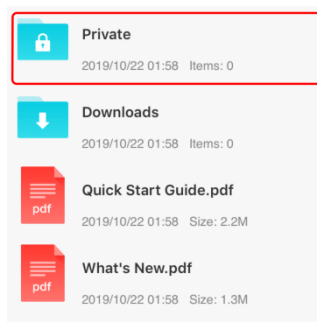 Private
2019/10/22 01:58 Items: 0
Downloads
2019/10/22 01:58 Items: 0
Quick Start Guide.pdf
pdf
2019/10/22 01:58 Size: 2.2M
What's New.pdf
pdf
2019/10/22 01:58 Size: 1.3M